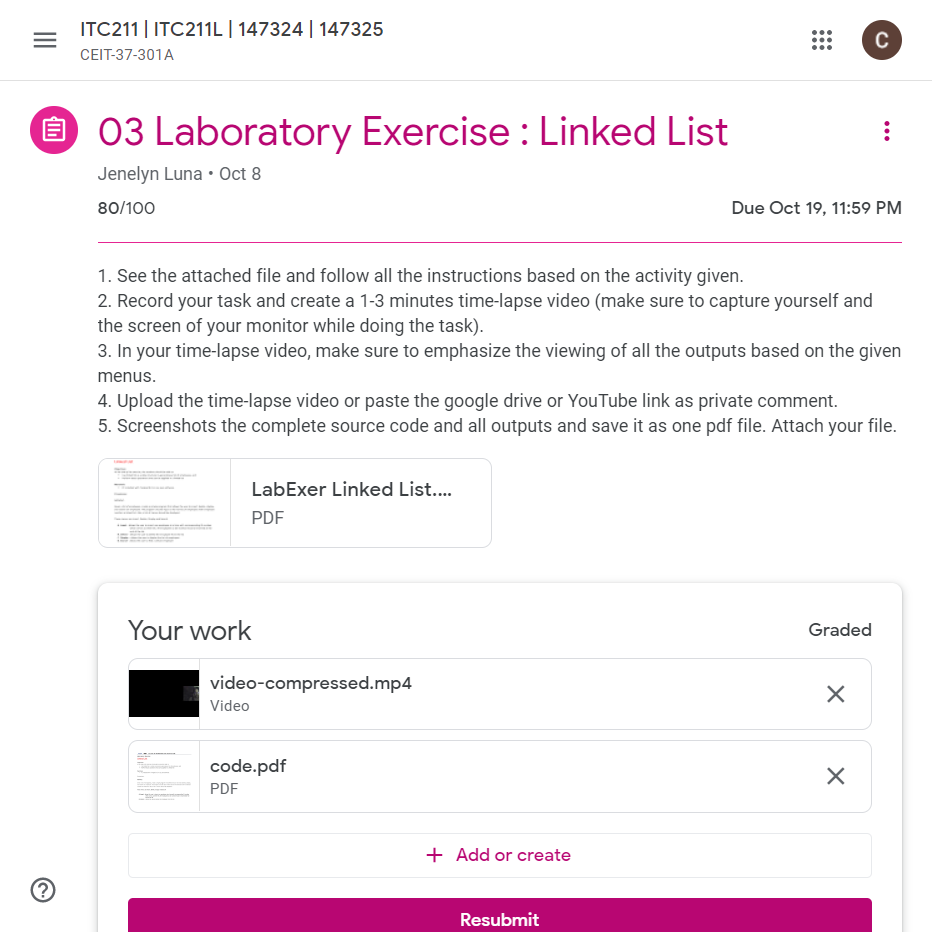 ITC211 | ITC211L | 147324 | 147325
CEIT-37-301A
C
03 Laboratory Exercise : Linked List
Jenelyn Luna • Oct 8
80/100
Due Oct 19, 11:59 PM
1. See the attached file and follow all the instructions based on the activity given.
2. Record your task and create a 1-3 minutes time-lapse video (make sure to capture yourself and
the screen of your monitor while doing the task).
3. In your time-lapse video, make sure to emphasize the viewing of all the outputs based on the given
menus.
4. Upload the time-lapse video or paste the google drive or YouTube link as private comment.
5. Screenshots the complete source code and all outputs and save it as one pdf file. Attach your file.
LabExer Linked List....
PDF
Your work
Graded
video-compressed.mp4
Video
code.pdf
PDF
+ Add or create
Resubmit